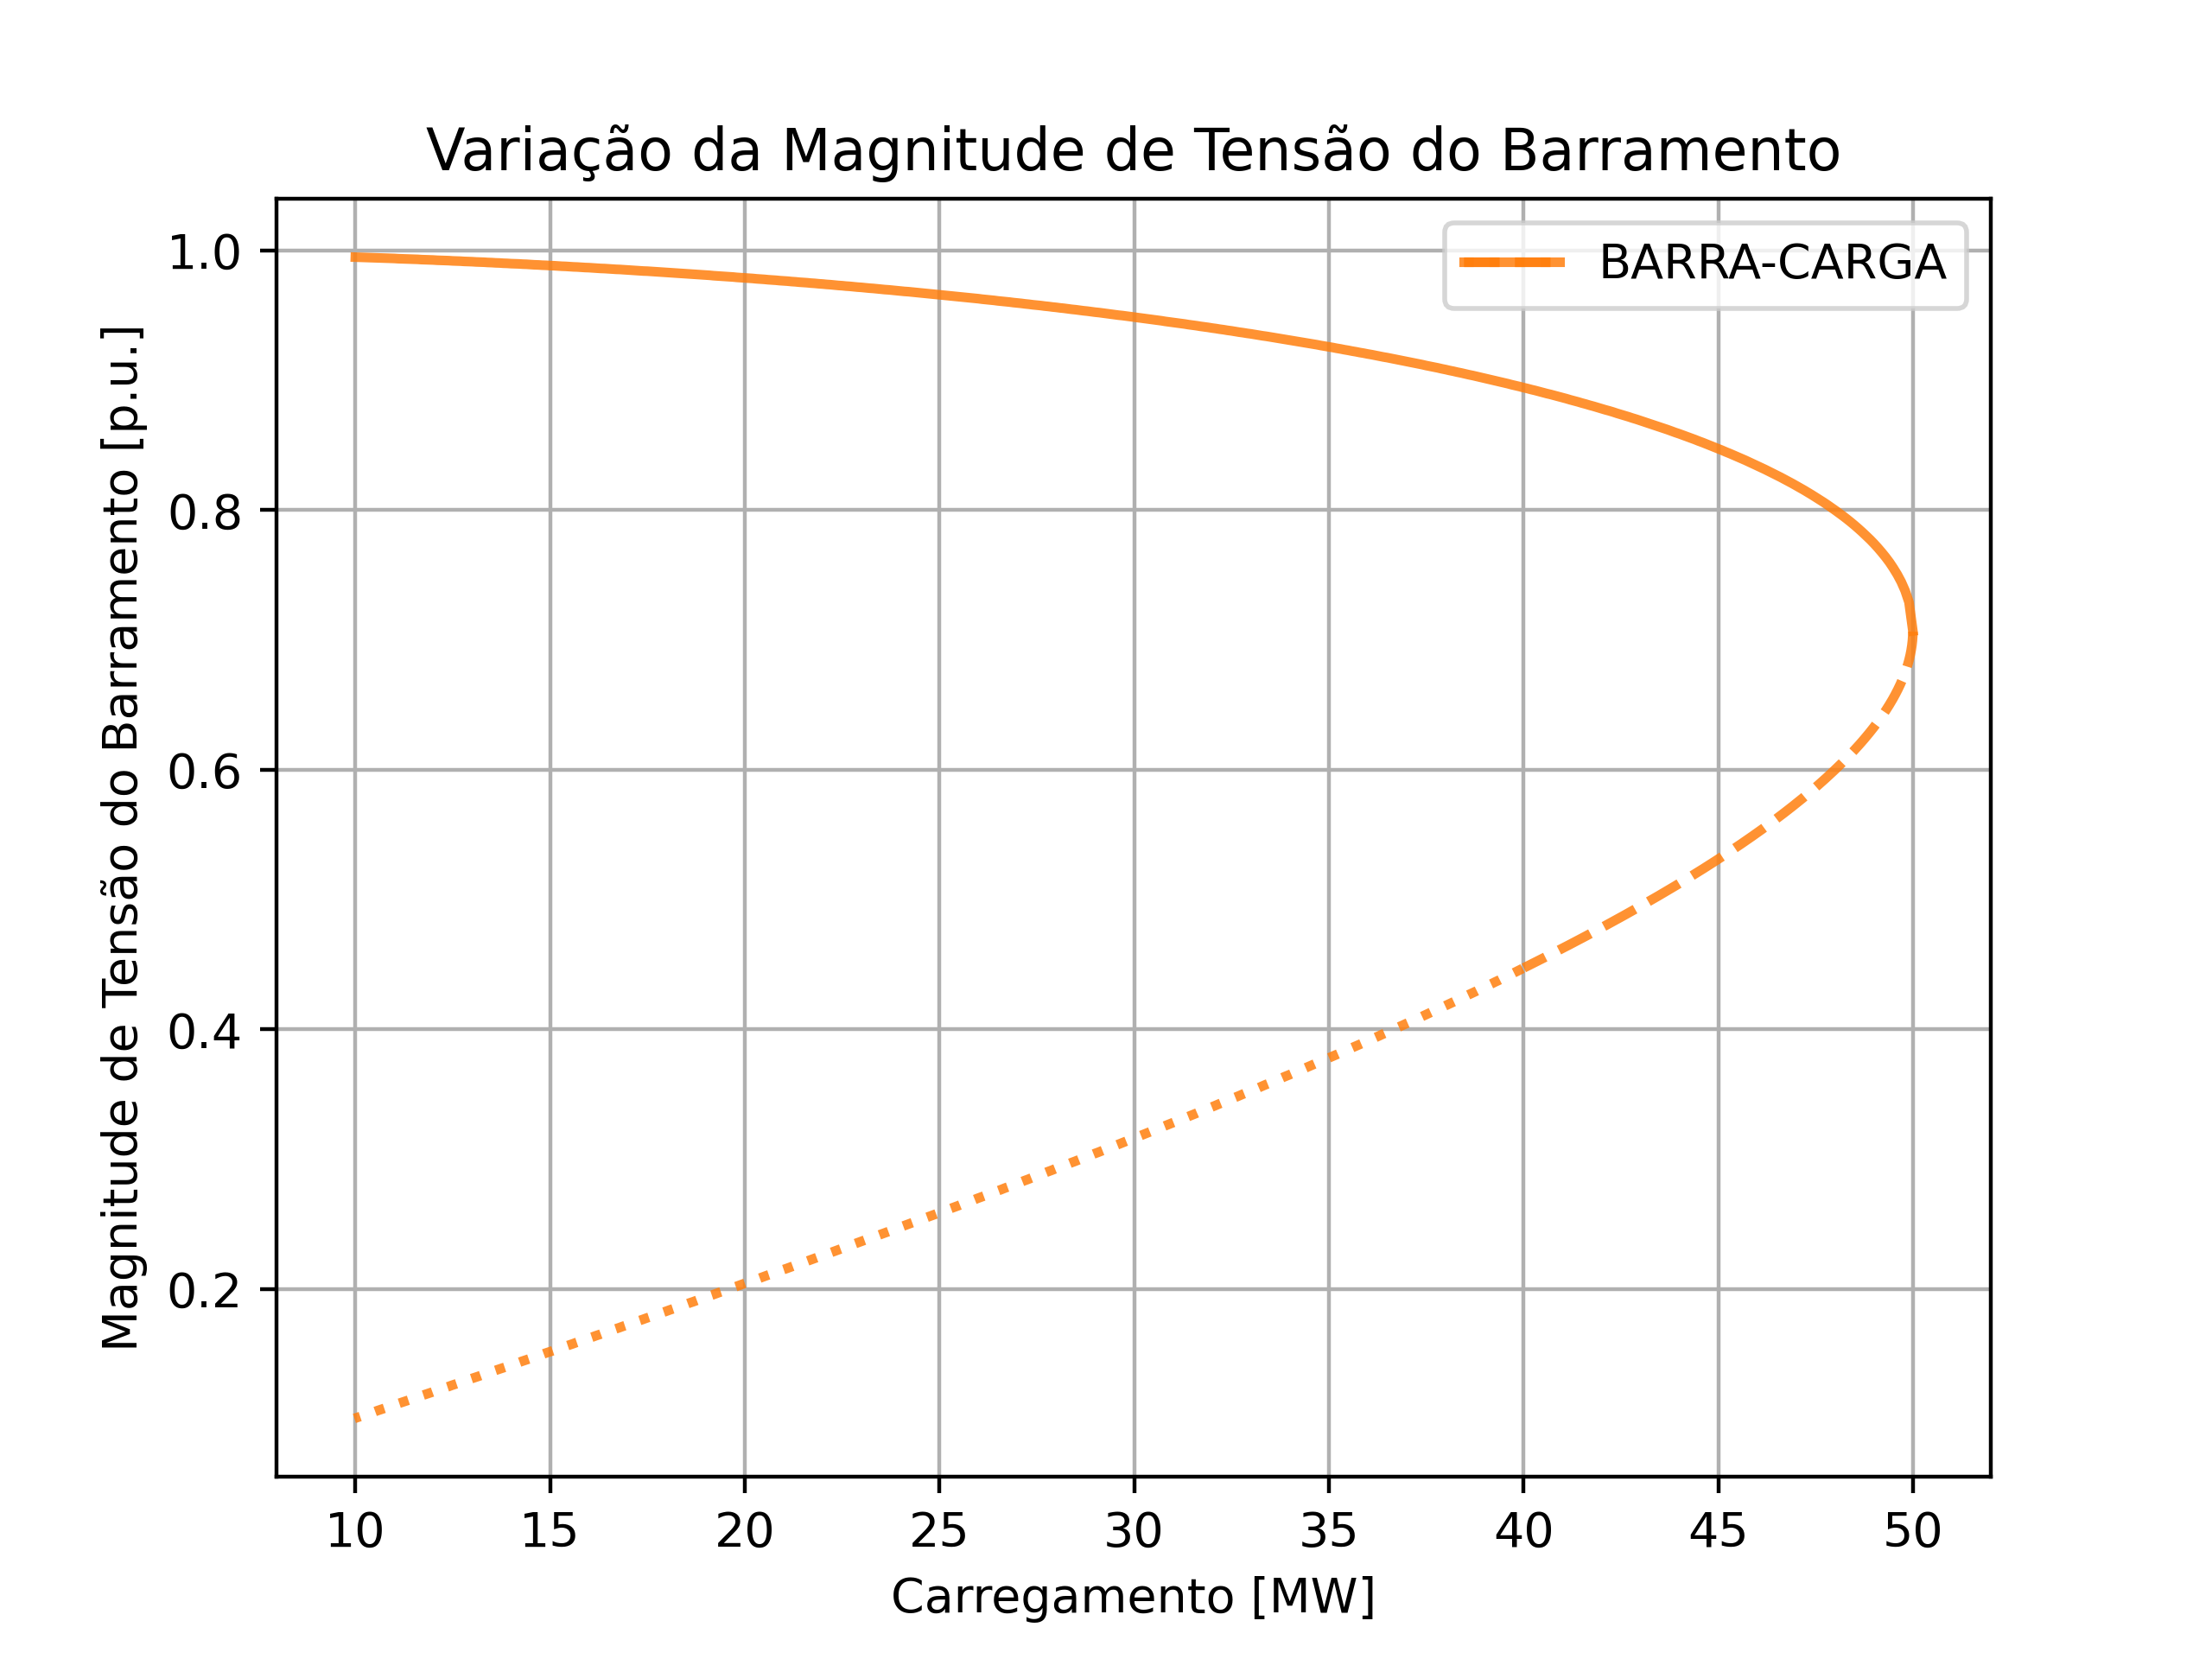 Variação da Magnitude de Tensão do Barramento
BARRA-CARGA
Magnitude de Tensão do Barramento [p.u.]
1.0
0.8
0.6
0.4
0.2
10 15 20 25 30 35 40 45 50
Carregamento [MW]